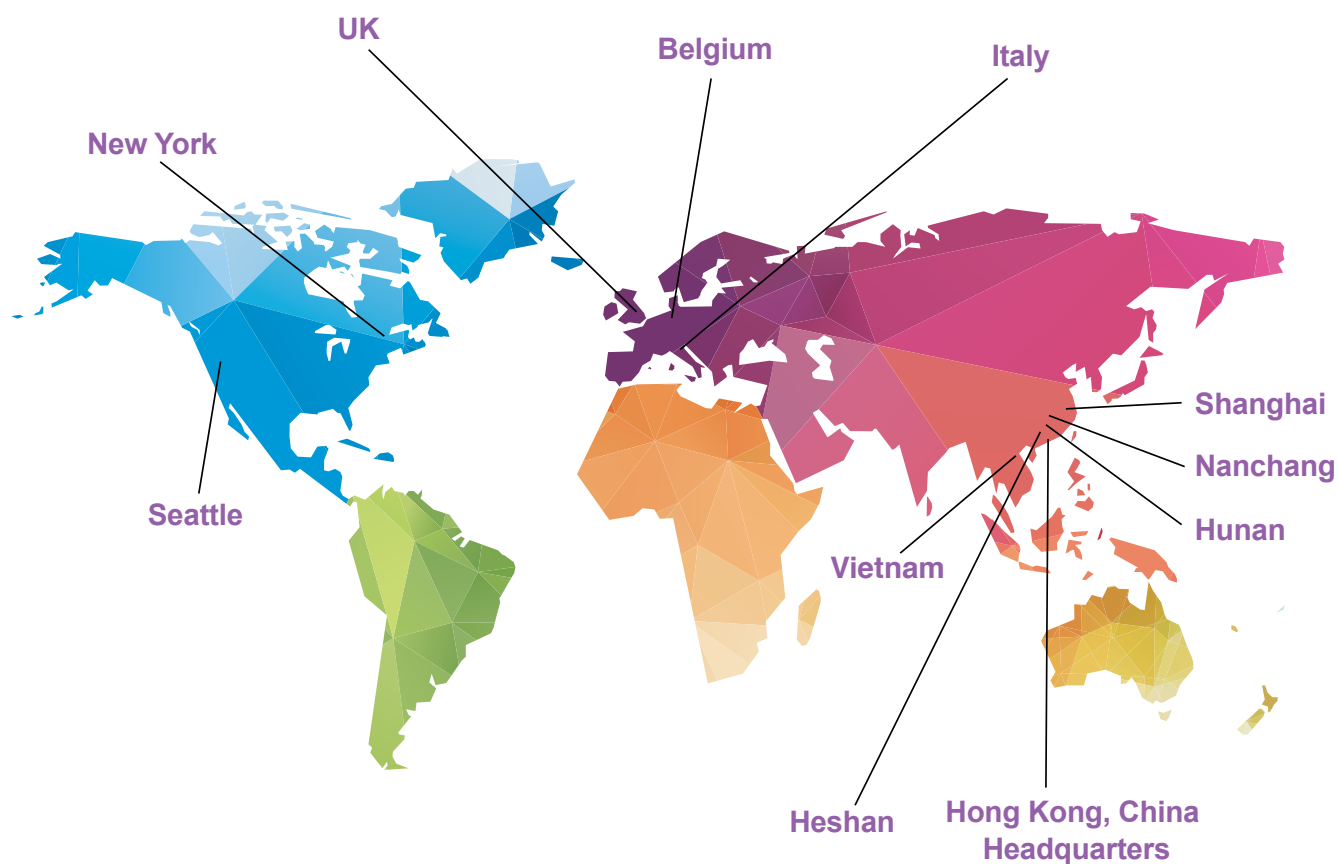 UK
Belgium
Italy
New York
Shanghai
Nanchang
Seattle
Hunan
Vietnam
Heshan
Hong Kong, China
Headquarters